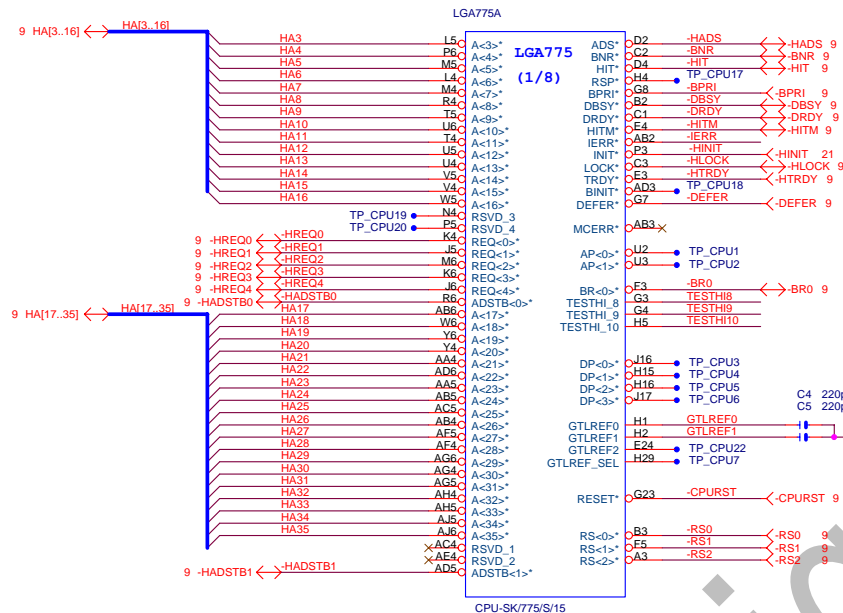 LGA775A
9 HA[3..16] HA[3..16]
LGA775
(1/8)
HA3 L5 A<3>* ADS* D2 -HADS -HADS 9
HA4 P6 A<4>* BNR* C2 -BNR -BNR 9
HA5 M5 A<5>* HIT* D4 -HIT -HIT 9
HA6 L4 A<6>* RSP* H4 TP_CPU17
HA7 M4 A<7>* BPRI* G8 -BPRI -BPRI 9
HA8 R4 A<8>* DBSY* B2 -DBSY -DBSY 9
HA9 T5 A<9>* DRDY* C1 -DRDY -DRDY 9
HA10 U6 A<10>* HITM* E4 -HITM -HITM 9
HA11 T4 A<11>* IERR* AB2 -IERR
HA12 U5 A<12>* INIT* P3 -HINIT -HINIT 21
HA13 U4 A<13>* LOCK* C3 -HLOCK -HLOCK 9
HA14 V5 A<14>* TRDY* E3 -HTRDY -HTRDY 9
HA15 V4 A<15>* BINIT* AD3 TP_CPU18
HA16 W5 A<16>* DEFER* G7 -DEFER -DEFER 9
TP_CPU19 N4 RSVD_3
TP_CPU20 P5 RSVD_4 MCERR* AB3
9 -HREQ0 -HREQ0 K4 REQ<0>*
9 -HREQ1 -HREQ1 J5 REQ<1>* AP<0>* U2 TP_CPU1
9 -HREQ2 -HREQ2 M6 REQ<2>* AP<1>* U3 TP_CPU2
9 -HREQ3 -HREQ3 K6 REQ<3>*
9 -HREQ4 -HREQ4 J6 REQ<4>* BR<0>* F3 -BR0 -BR0 9
9 -HADSTB0 -HADSTB0 R6 ADSTB<0>* TESTHI_8 G3 TESTHI8
9 HA[17..35] HA[17..35]
HA17 AB6 A<17>* TESTHI_9 G4 TESTHI9
HA18 W6 A<18>* TESTHI_10 H5 TESTHI10
HA19 Y6 A<19>*
HA20 Y4 A<20>*
HA21 AA4 A<21>* DP<0>* J16 TP_CPU3
HA22 AD6 A<22>* DP<1>* H15 TP_CPU4
HA23 AA5 A<23>* DP<2>* H16 TP_CPU5
HA24 AB5 A<24>* DP<3>* J17 TP_CPU6
C4 220p
C5 220p
HA25 AC5 A<25>*
HA26 AB4 A<26>* GTLREF0 H1 GTLREF0
HA27 AF5 A<27>* GTLREF1 H2 GTLREF1
HA28 AF4 A<28>* GTLREF2 E24 TP_CPU22
HA29 AG6 A<29>* GTLREF_SEL H29 TP_CPU7
HA30 AG4 A<30>*
HA31 AG5 A<31>*
HA32 AH4 A<32>* RESET* G23 -CPURST -CPURST 9
HA33 AH5 A<33>*
HA34 AJ5 A<34>*
HA35 AJ6 A<35>* RS<0>* B3 -RS0 -RS0 9
AC4 RSVD_1 RS<1>* F5 -RS1 -RS1 9
AE4 RSVD_2 RS<2>* A3 -RS2 -RS2 9
9 -HADSTB1 -HADSTB1 AD5 ADSTB<1>*
CPU-SK/775/S/15